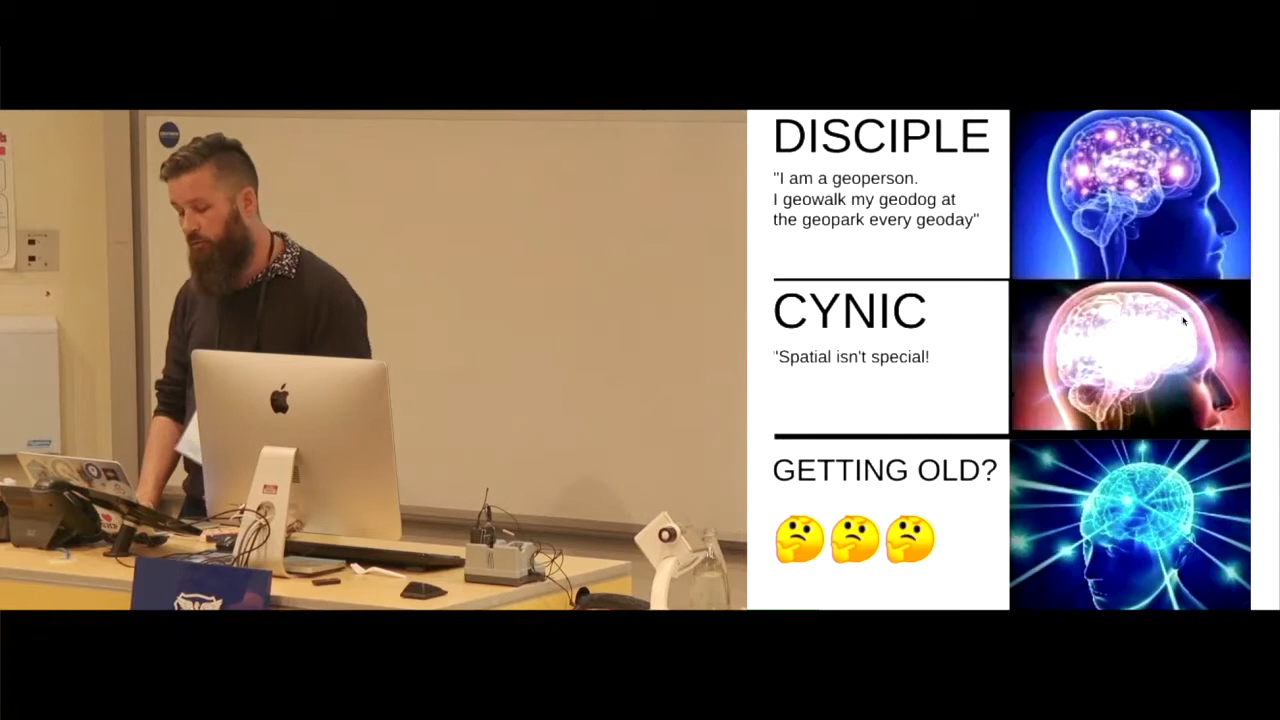 DISCIPLE
"I am a geoperson.
I geowalk my geodog at
the geopark every geoday"
CYNIC
"Spatial isn't special!
GETTING OLD?